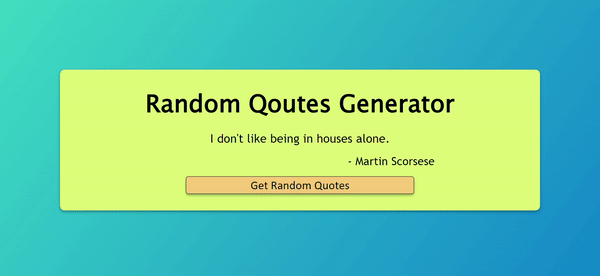 Random Qoutes Generator
I don't like being in houses alone.
- Martin Scorsese
Get Random Quotes